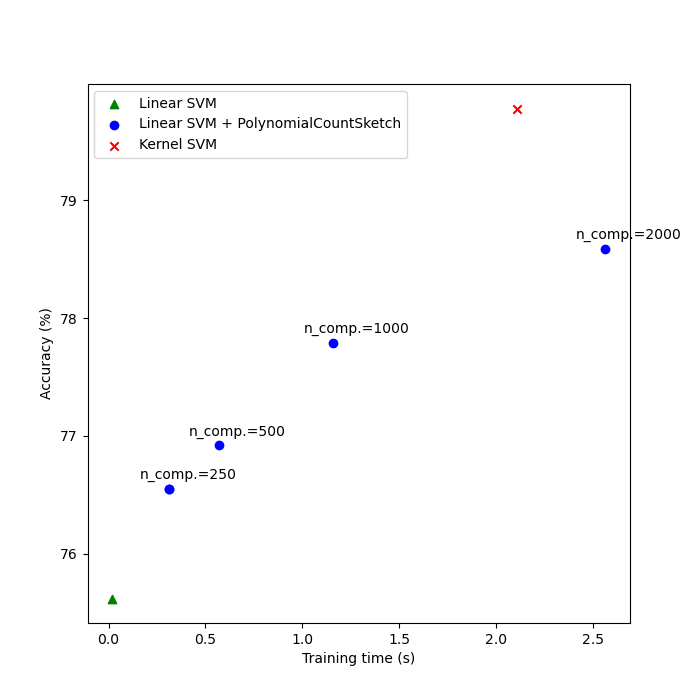 Linear SVM
Linear SVM + PolynomialCountSketch
Kernel SVM
79
78
77
76
n_comp.=2000
n_comp.=1000
n_comp.=500
n_comp.=250
Accuracy (%)
0.0 0.5 1.0 1.5 2.0 2.5
Training time (s)